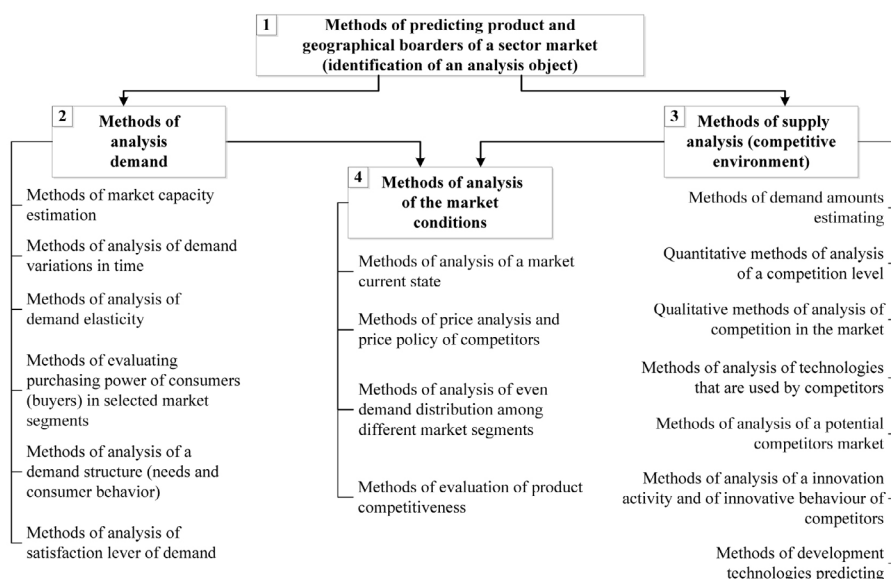 1
Methods of predicting product and
geographical boarders of a sector market
(identification of an analysis object)
2
Methods of
analysis
demand
3
Methods of supply
analysis (competitive
environment)
4
Methods of analysis
of the market
conditions
Methods of market capacity
estimation
Methods of analysis of demand
variations in time
Methods of analysis of
demand elasticity
Methods of evaluating
purchasing power of consumers
(buyers) in selected market
segments
Methods of analysis of a
demand structure (needs and
consumer behavior)
Methods of analysis of
satisfaction lever of demand
Methods of analysis of a market
current state
Methods of price analysis and
price policy of competitors
Methods of analysis of even
demand distribution among
different market segments
Methods of evaluation of product
competitiveness
Methods of demand amounts
estimating
Quantitative methods of analysis
of a competition level
Qualitative methods of analysis of
competition in the market
Methods of analysis of technologies
that are used by competitors
Methods of analysis of a potential
competitors market
Methods of analysis of a innovation
activity and of innovative behaviour of
competitors
Methods of development
technologies predicting